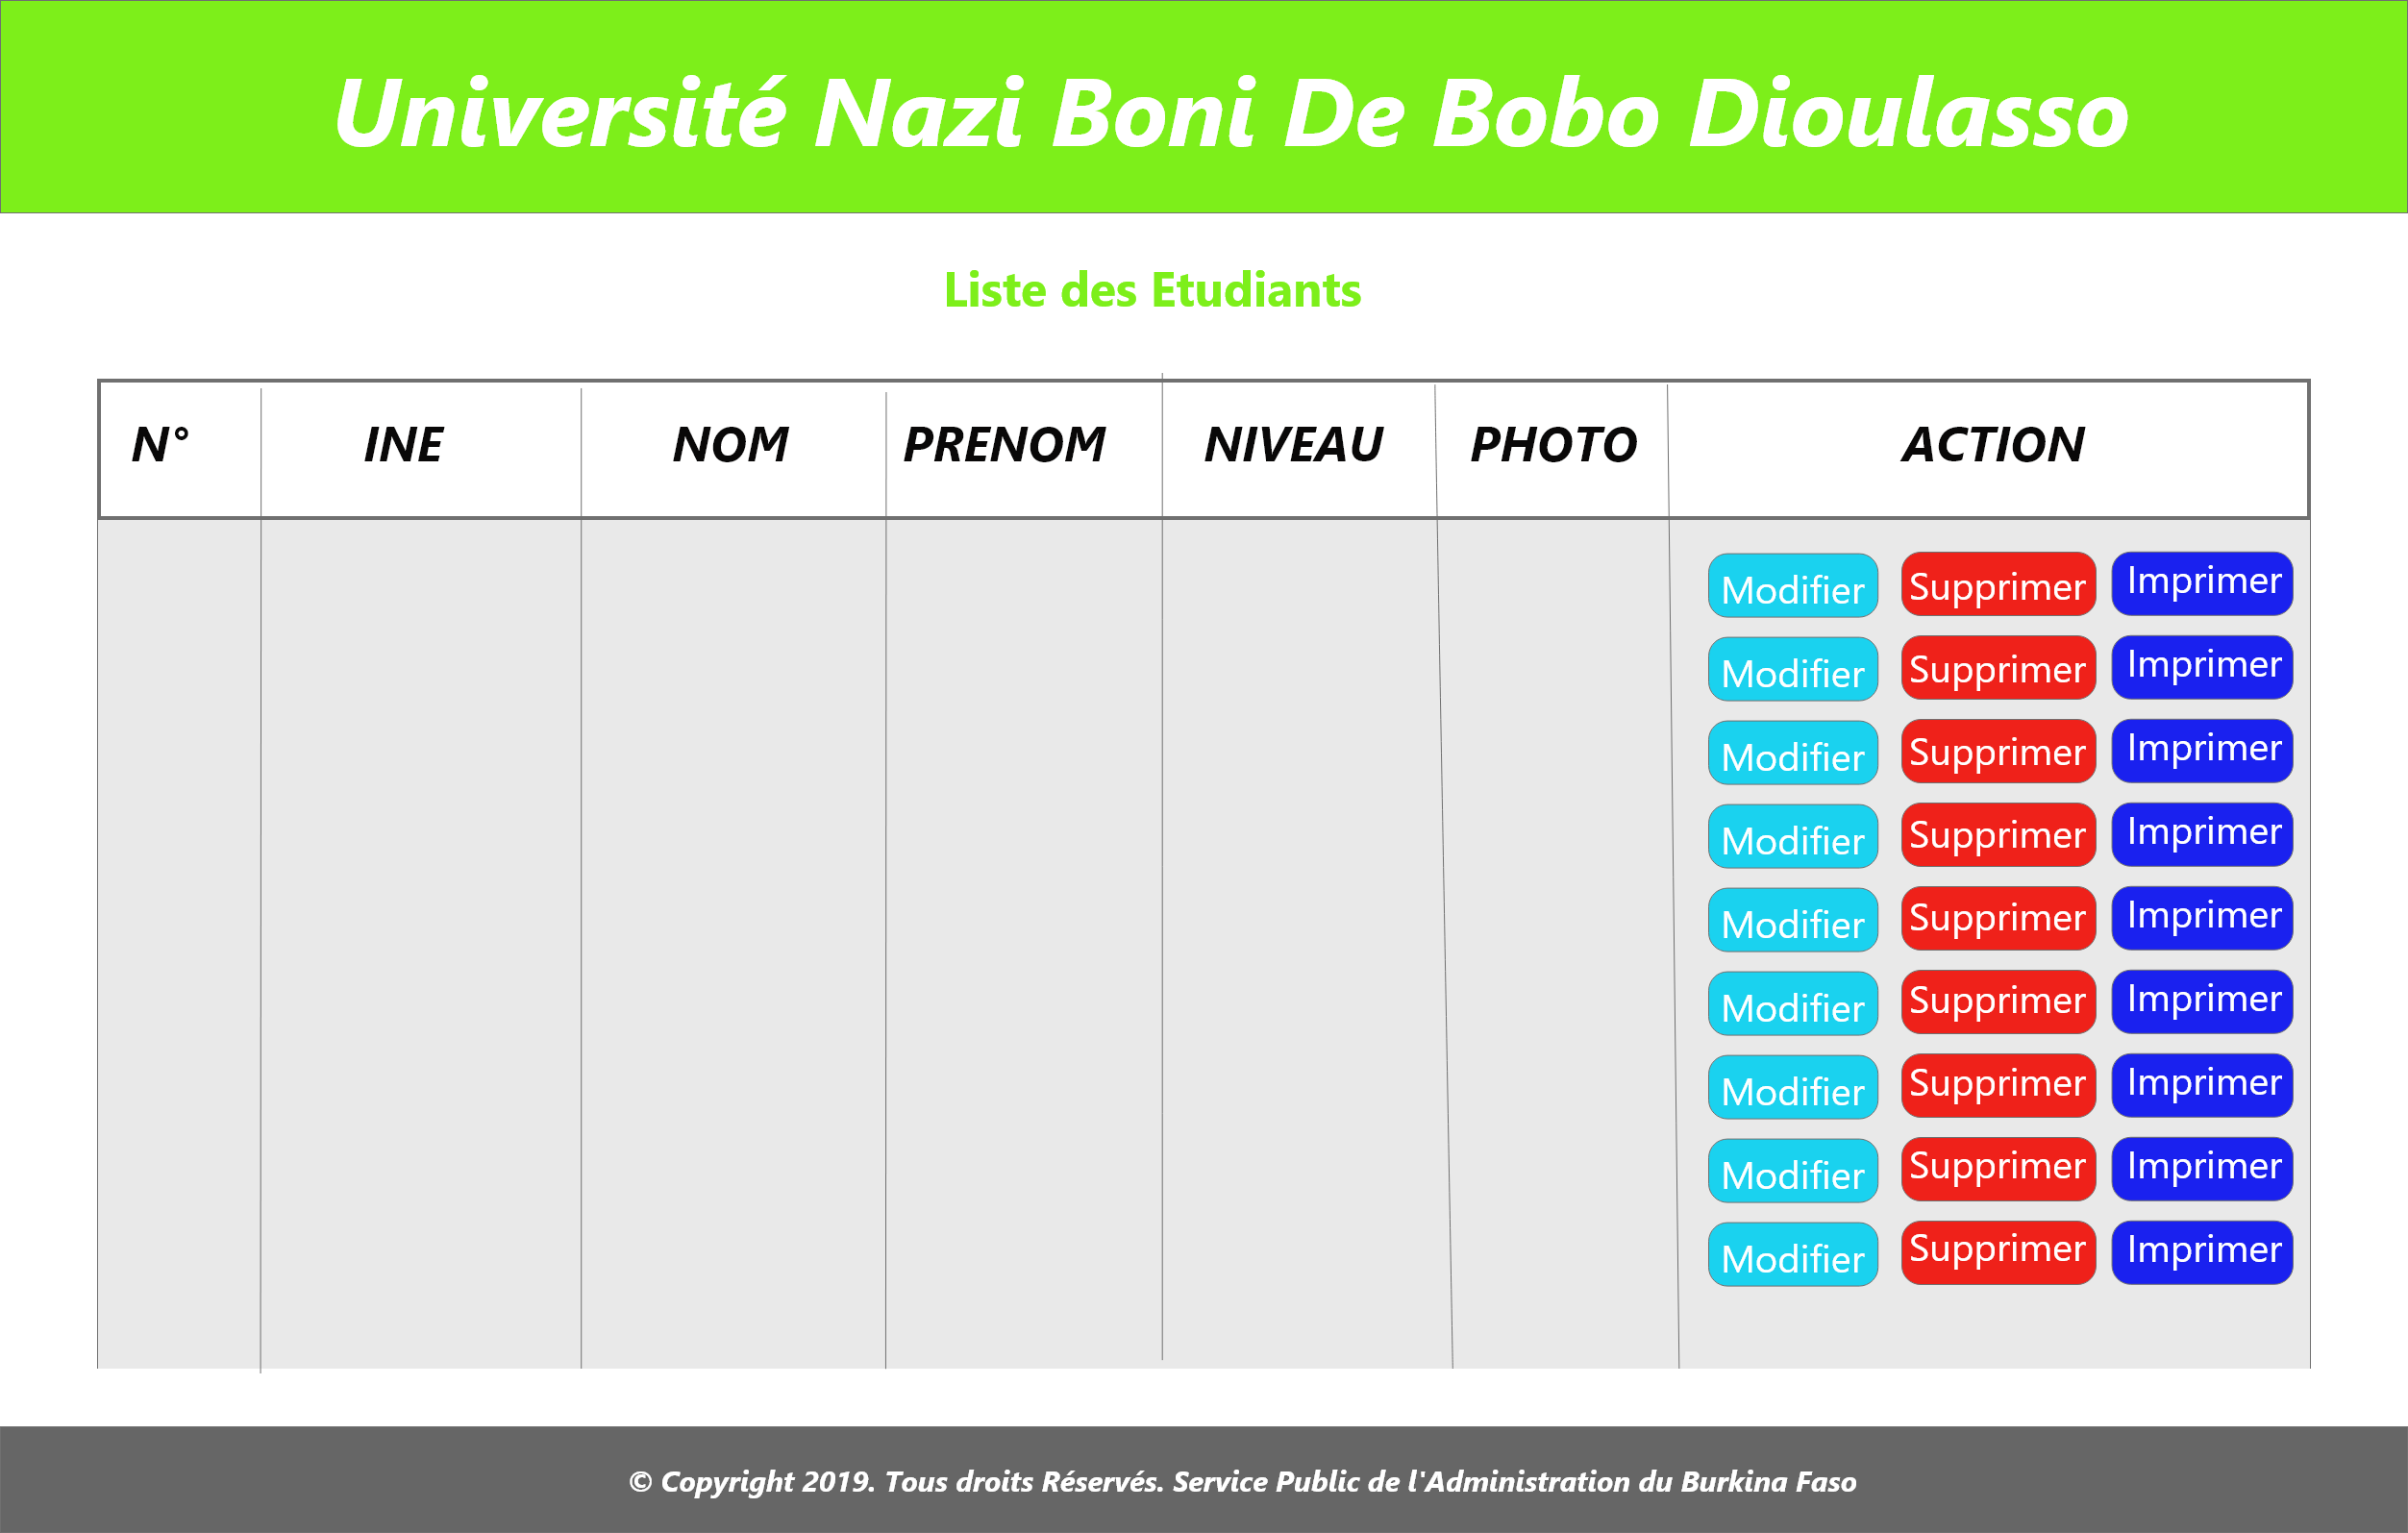 Université Nazi Boni De Bobo Dioulasso
Liste des Etudiants
N° INE NOM PRENOM NIVEAU PHOTO ACTION
Modifier Supprimer Imprimer
Modifier Supprimer Imprimer
Modifier Supprimer Imprimer
Modifier Supprimer Imprimer
Modifier Supprimer Imprimer
Modifier Supprimer Imprimer
Modifier Supprimer Imprimer
Modifier Supprimer Imprimer
Modifier Supprimer Imprimer
© Copyright 2019. Tous droits Réservés. Service Public de l'Administration du Burkina Faso